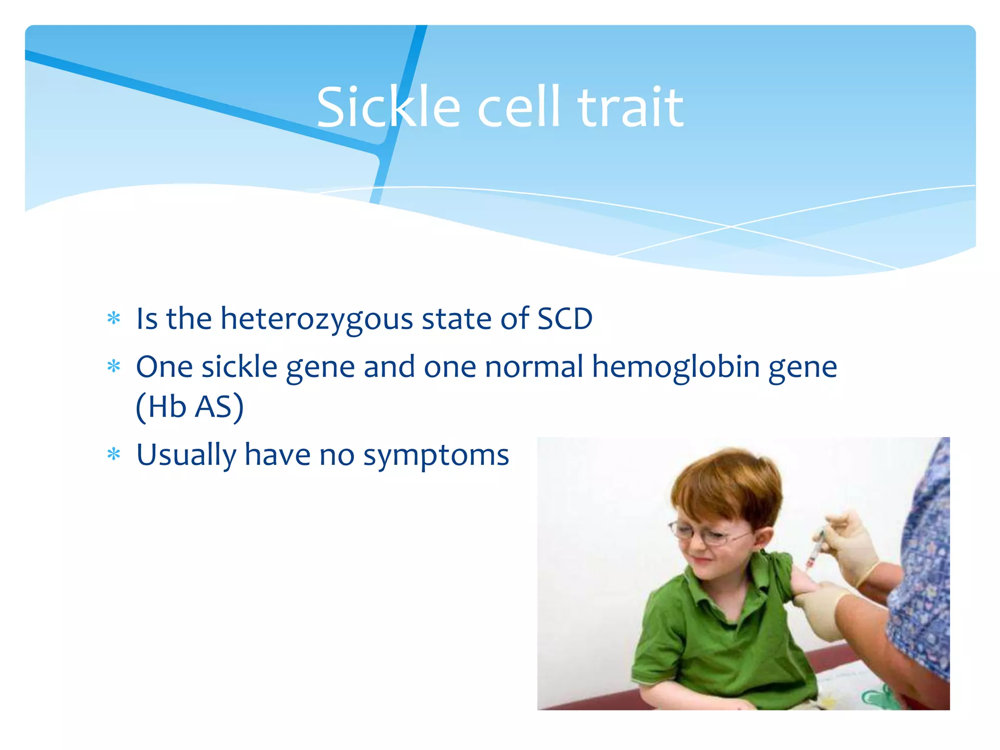 Sickle cell trait
* Is the heterozygous state of SCD
* One sickle gene and one normal hemoglobin gene
(Hb AS)
* Usually have no symptoms